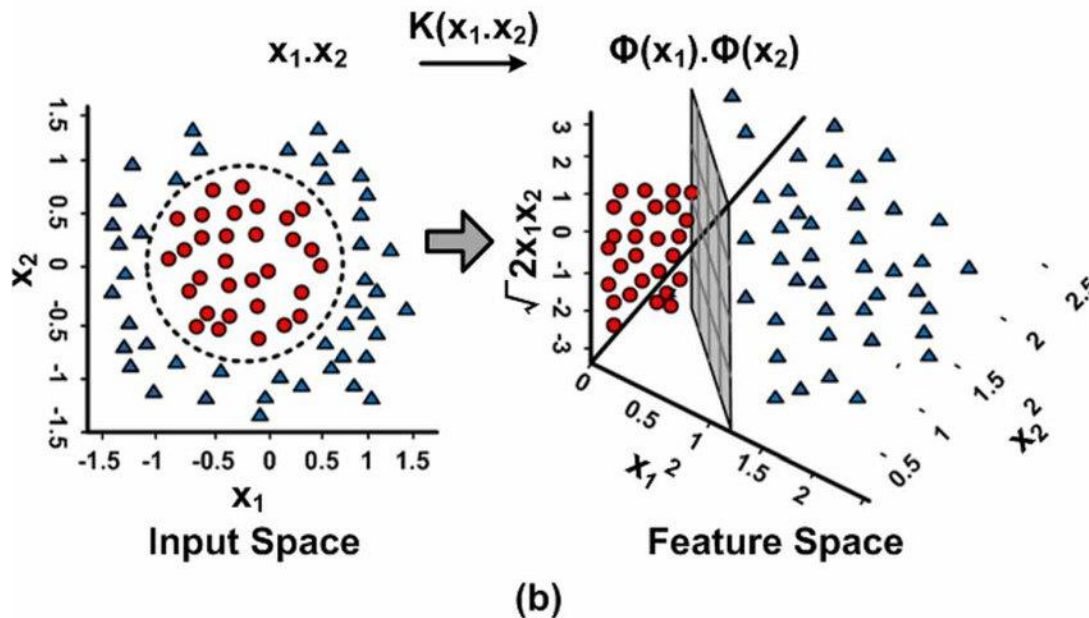 K(x₁.x₂)
x₁.x₂
Φ(x₁).Φ(x₂)
x₂
1.5
1
0.5
0
-0.5
-1
-1.5
-1.5
-1
-0.5
0
0.5
1
1.5
x₁
Input Space
√2x₁x₂
3
2
1
0
-1
-2
-3
0
0.5
1
1.5
2
x₁²
0.5
1
1.5
2
2.5
x₂²
Feature Space
(b)